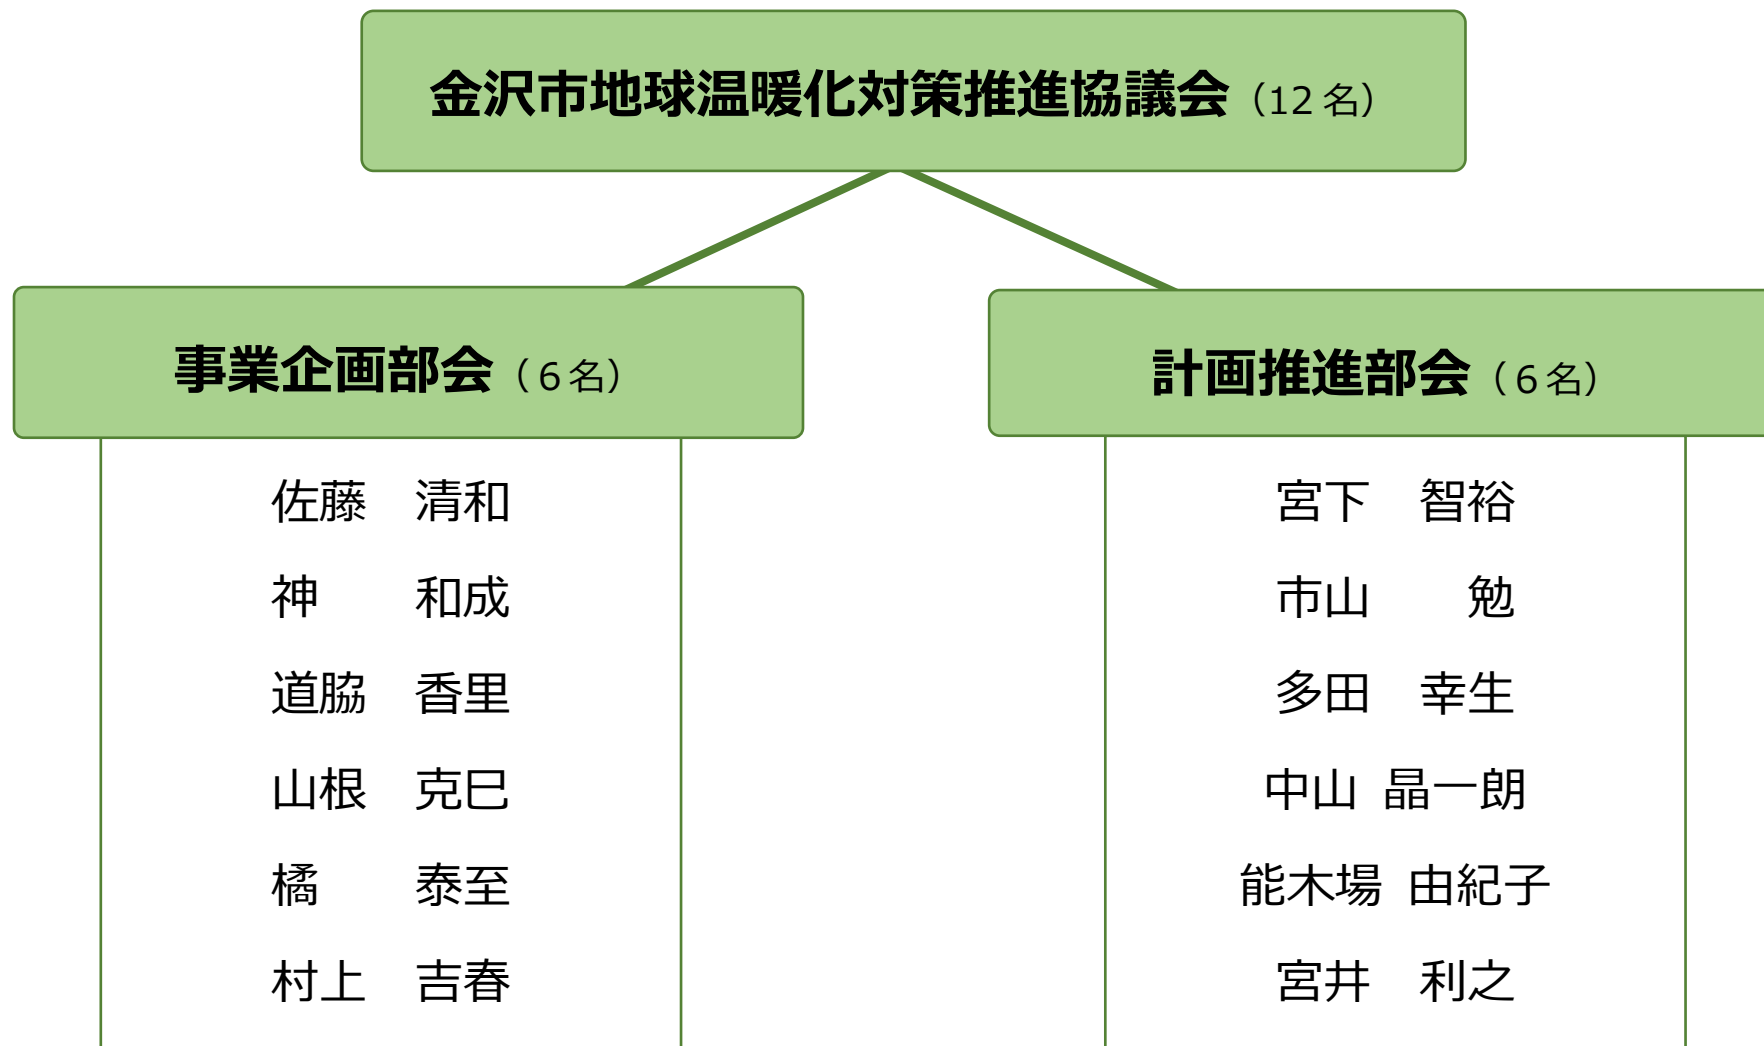 金沢市地球温暖化対策推進協議会（12名）
事業企画部会（６名）
佐藤　清和
神　　和成
道脇　香里
山根　克巳
橘　　泰至
村上　吉春
計画推進部会（６名）
宮下　智裕
市山　　勉
多田　幸生
中山 晶一朗
能木場 由紀子
宮井　利之